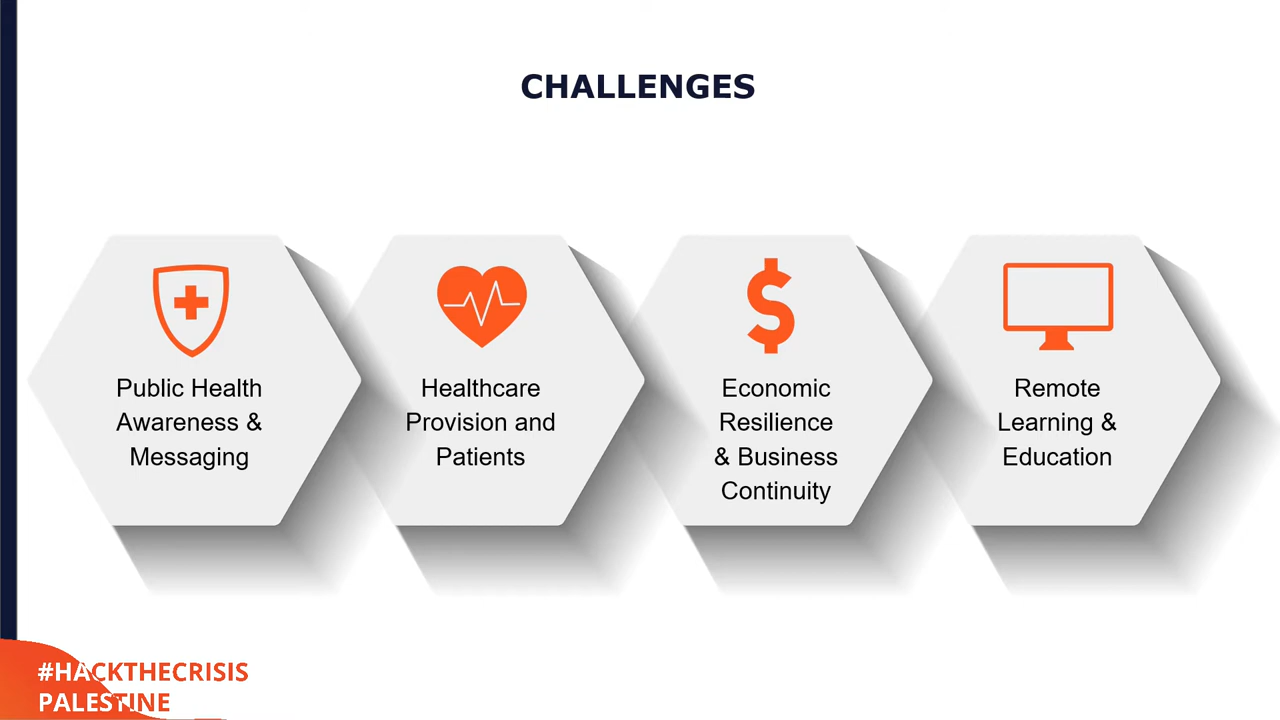 CHALLENGES
Public Health
Awareness &
Messaging
Healthcare
Provision and
Patients
Economic
Resilience
& Business
Continuity
Remote
Learning &
Education
#HACKTHECRISIS
PALESTINE